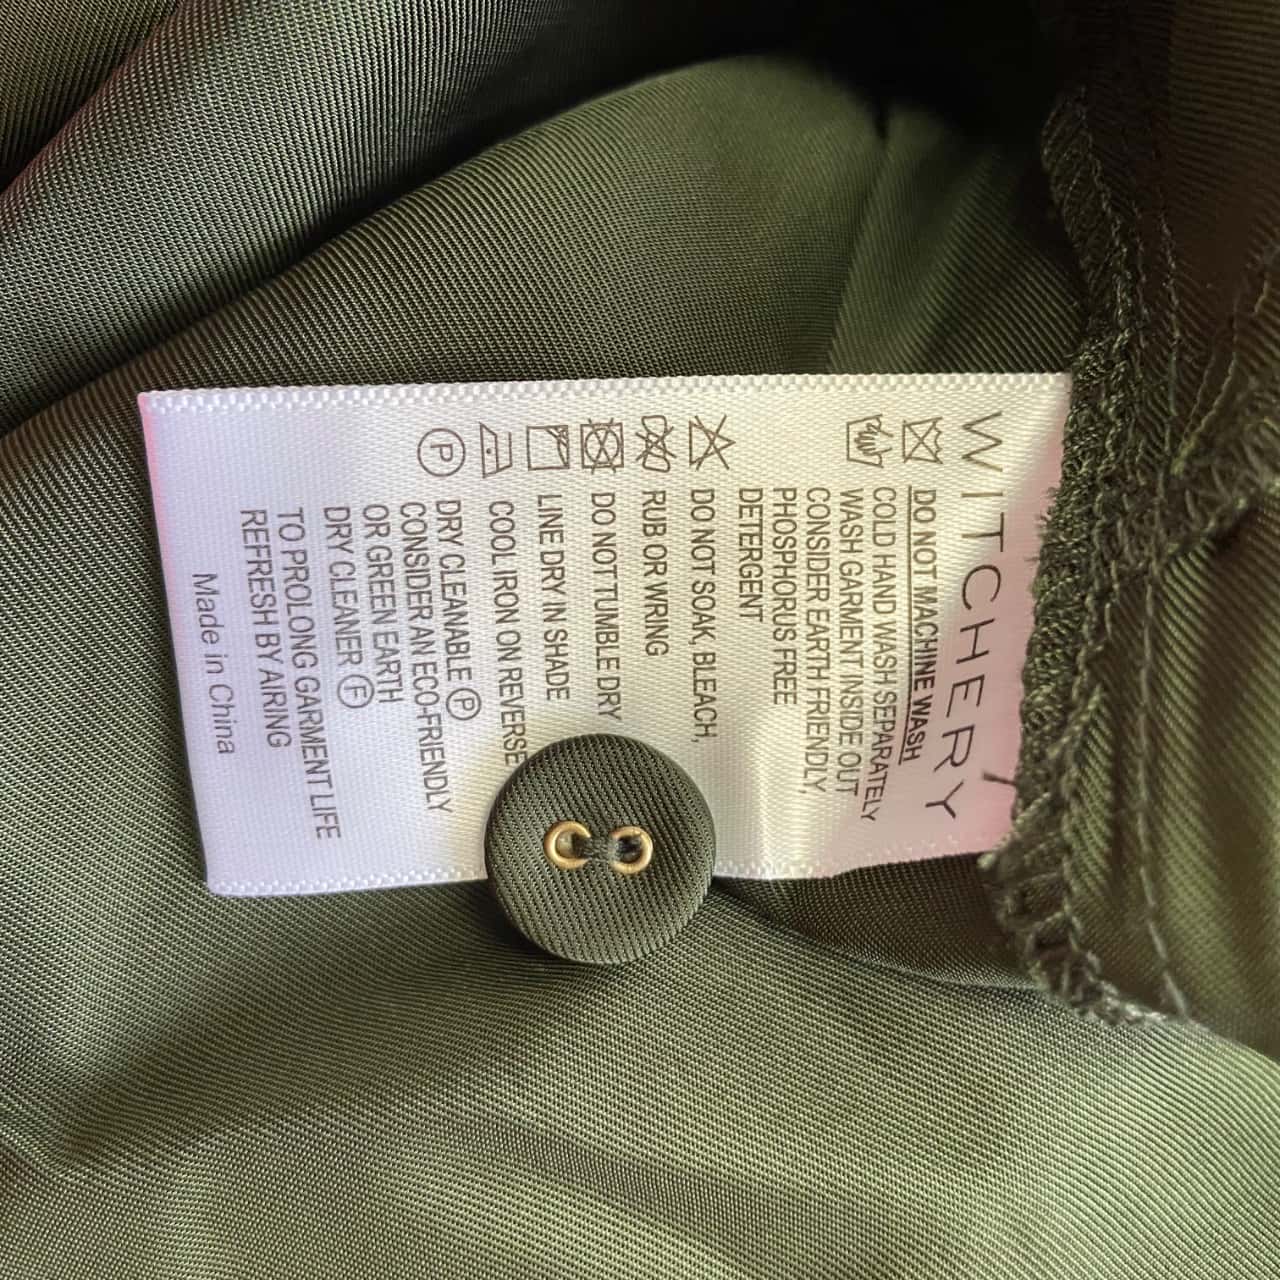 WITCHERY
DO NOT MACHINE WASH
COLD HAND WASH SEPARATELY
WASH GARMENT INSIDE OUT
CONSIDER EARTH FRIENDLY,
PHOSPHORUS FREE
DETERGENT
DO NOT SOAK, BLEACH,
RUB OR WRING
DO NOT TUMBLE DRY
LINE DRY IN SHADE
COOL IRON ON REVERSE
P DRY CLEANABLE Ⓟ
CONSIDER AN ECO-FRIENDLY
OR GREEN EARTH
DRY CLEANER Ⓕ
TO PROLONG GARMENT LIFE
REFRESH BY AIRING
Made in China